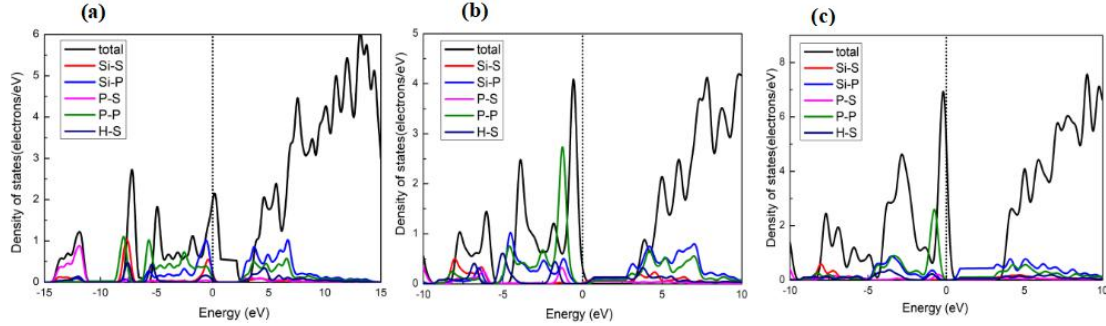 (a)
Density of states(electrons/eV)
6
5
4
3
2
1
0
total
Si-S
Si-P
P-S
P-P
H-S
-15
-10
-5
0
5
10
15
Energy (eV)
(b)
Density of states(electrons/eV)
5
4
3
2
1
0
total
Si-S
Si-P
P-S
P-P
H-S
-10
-5
0
5
10
Energy (eV)
(c)
Density of states(electrons/eV)
8
6
4
2
0
total
Si-S
Si-P
P-S
P-P
H-S
-10
-5
0
5
10
Energy (eV)